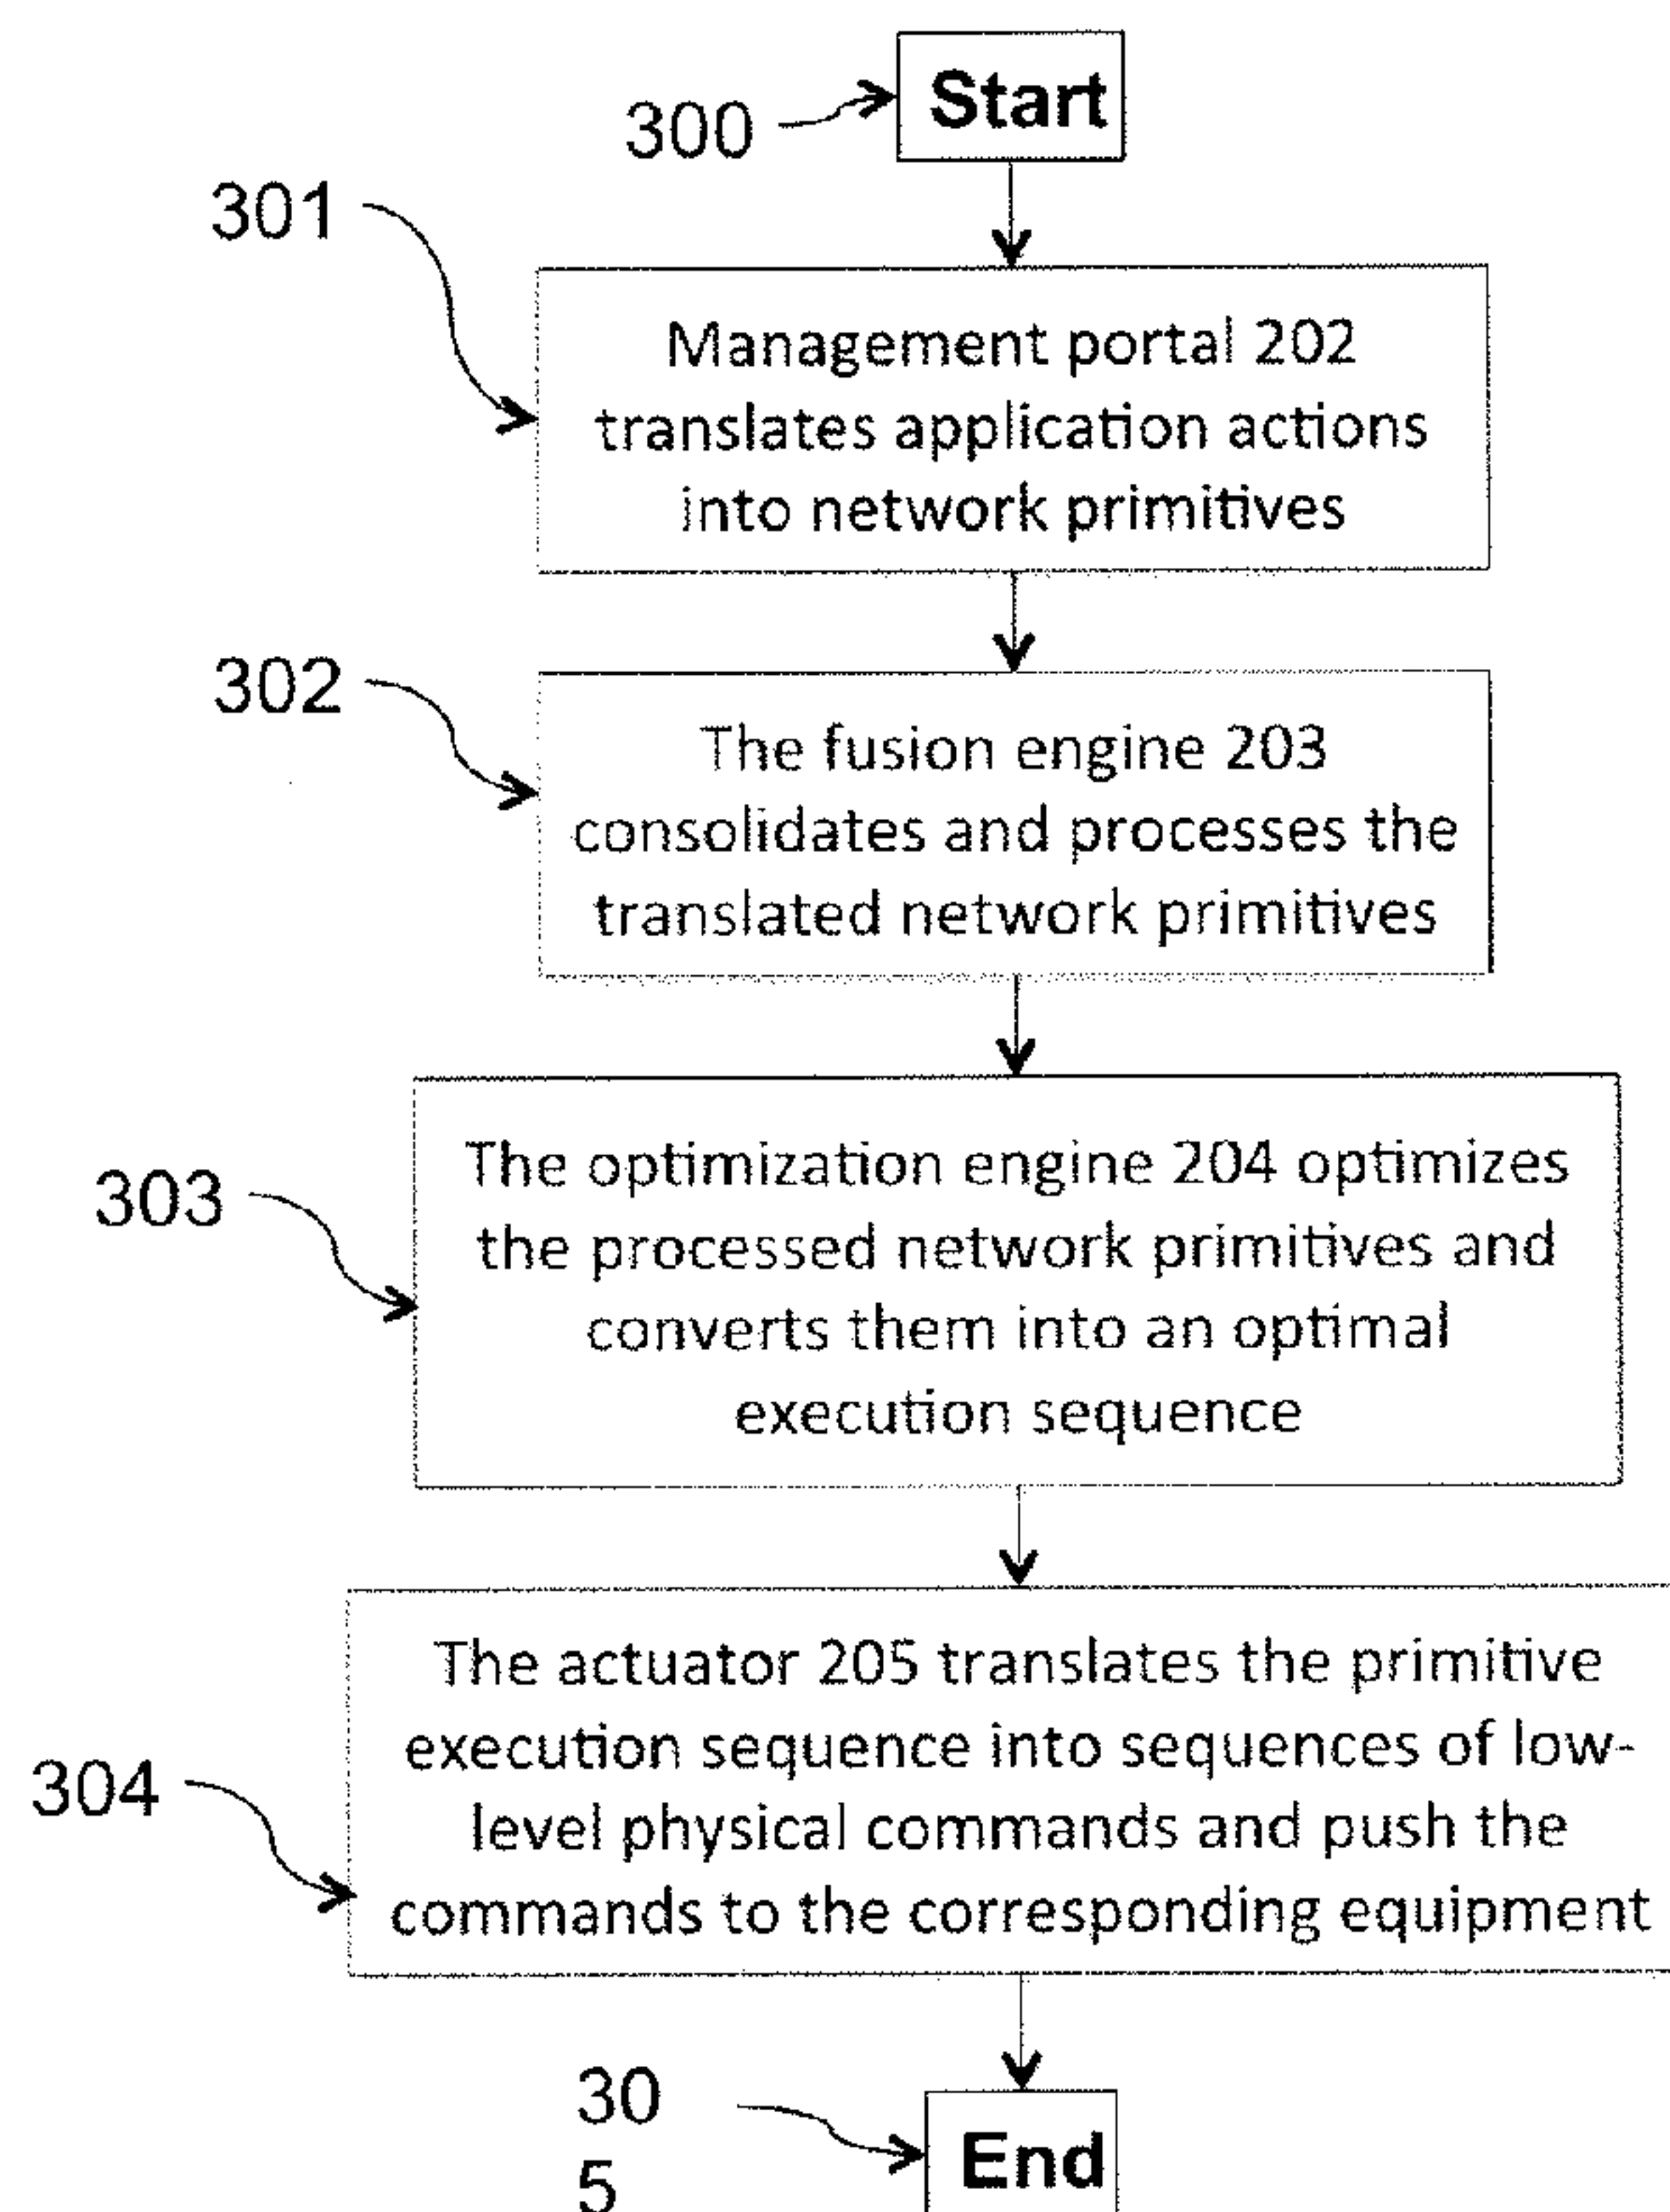 Start
300
301
Management portal 202
translates application actions
into network primitives
302
The fusion engine 203
consolidates and processes the
translated network primitives
303
The optimization engine 204 optimizes
the processed network primitives and
converts them into an optimal
execution sequence
304
The actuator 205 translates the primitive
execution sequence into sequences of low-
level physical commands and push the
commands to the corresponding equipment
30
5
End